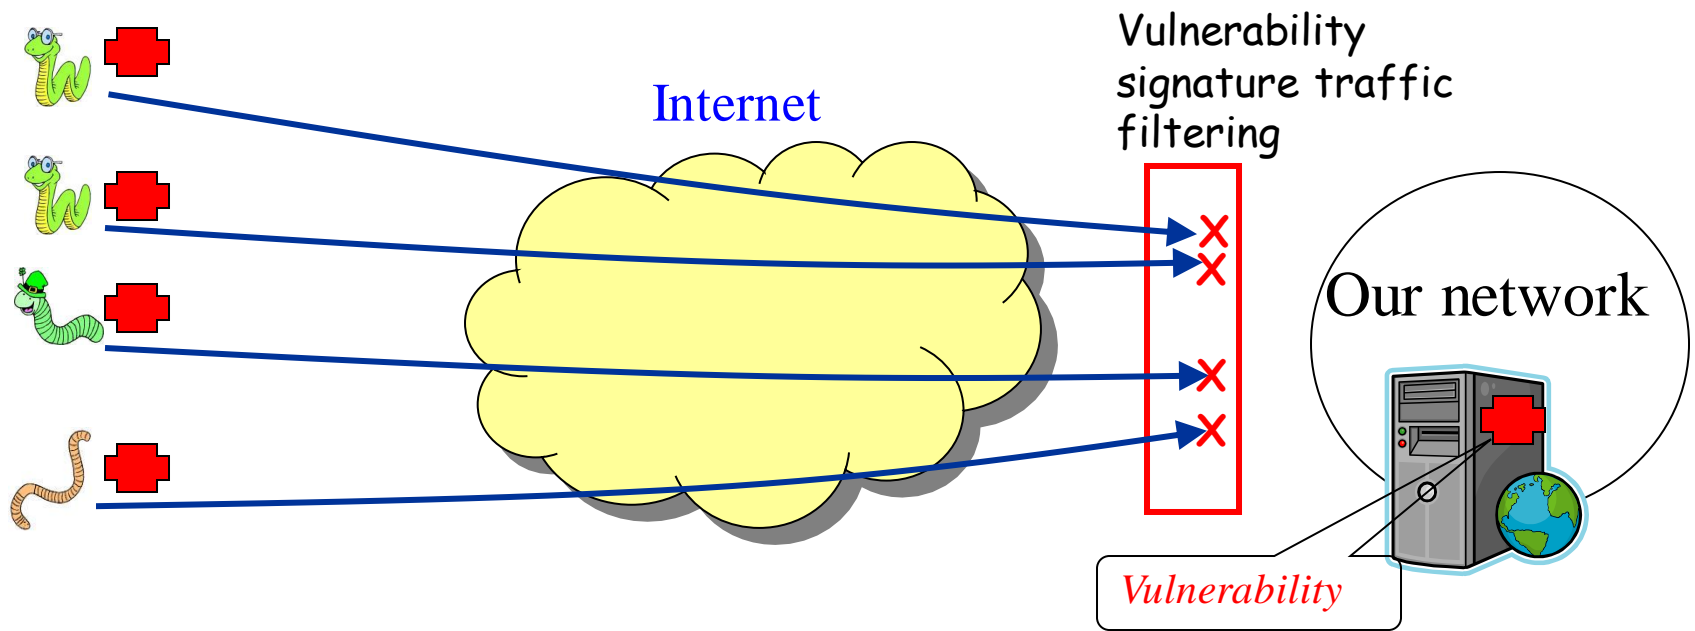 Vulnerability
signature traffic
filtering
Internet
Our network
Vulnerability